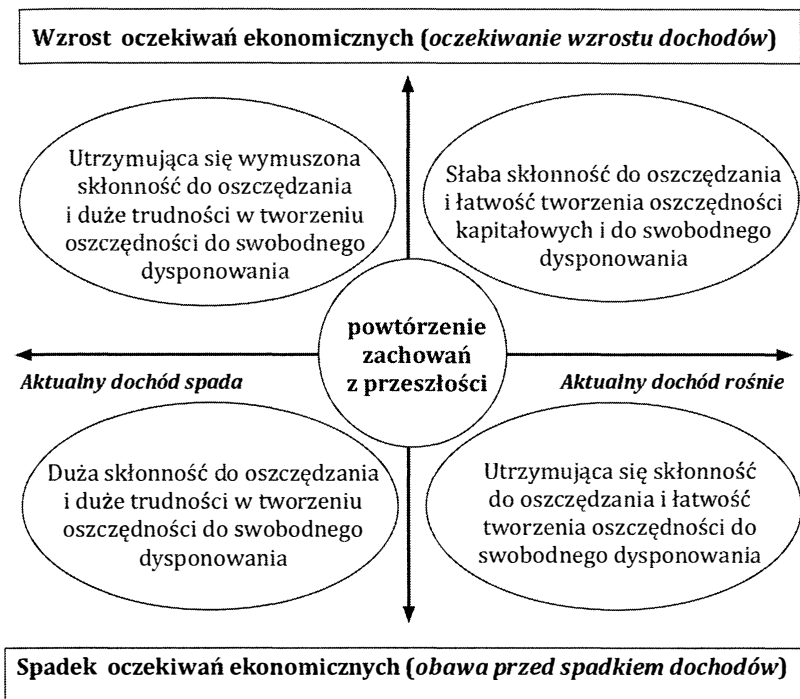 Wzrost oczekiwań ekonomicznych (oczekiwanie wzrostu dochodów)
Utrzymująca się wymuszona
skłonność do oszczędzania
i duże trudności w tworzeniu
oszczędności do swobodnego
dysponowania
Słaba skłonność do oszczędzania
i łatwość tworzenia oszczędności
kapitałowych i do swobodnego
dysponowania
powtórzenie
zachowań
z przeszłości
Aktualny dochód spada
Aktualny dochód rośnie
Duża skłonność do oszczędzania
i duże trudności w tworzeniu
oszczędności do swobodnego
dysponowania
Utrzymująca się skłonność
do oszczędzania i łatwość
tworzenia oszczędności do
swobodnego dysponowania
Spadek oczekiwań ekonomicznych (obawa przed spadkiem dochodów)